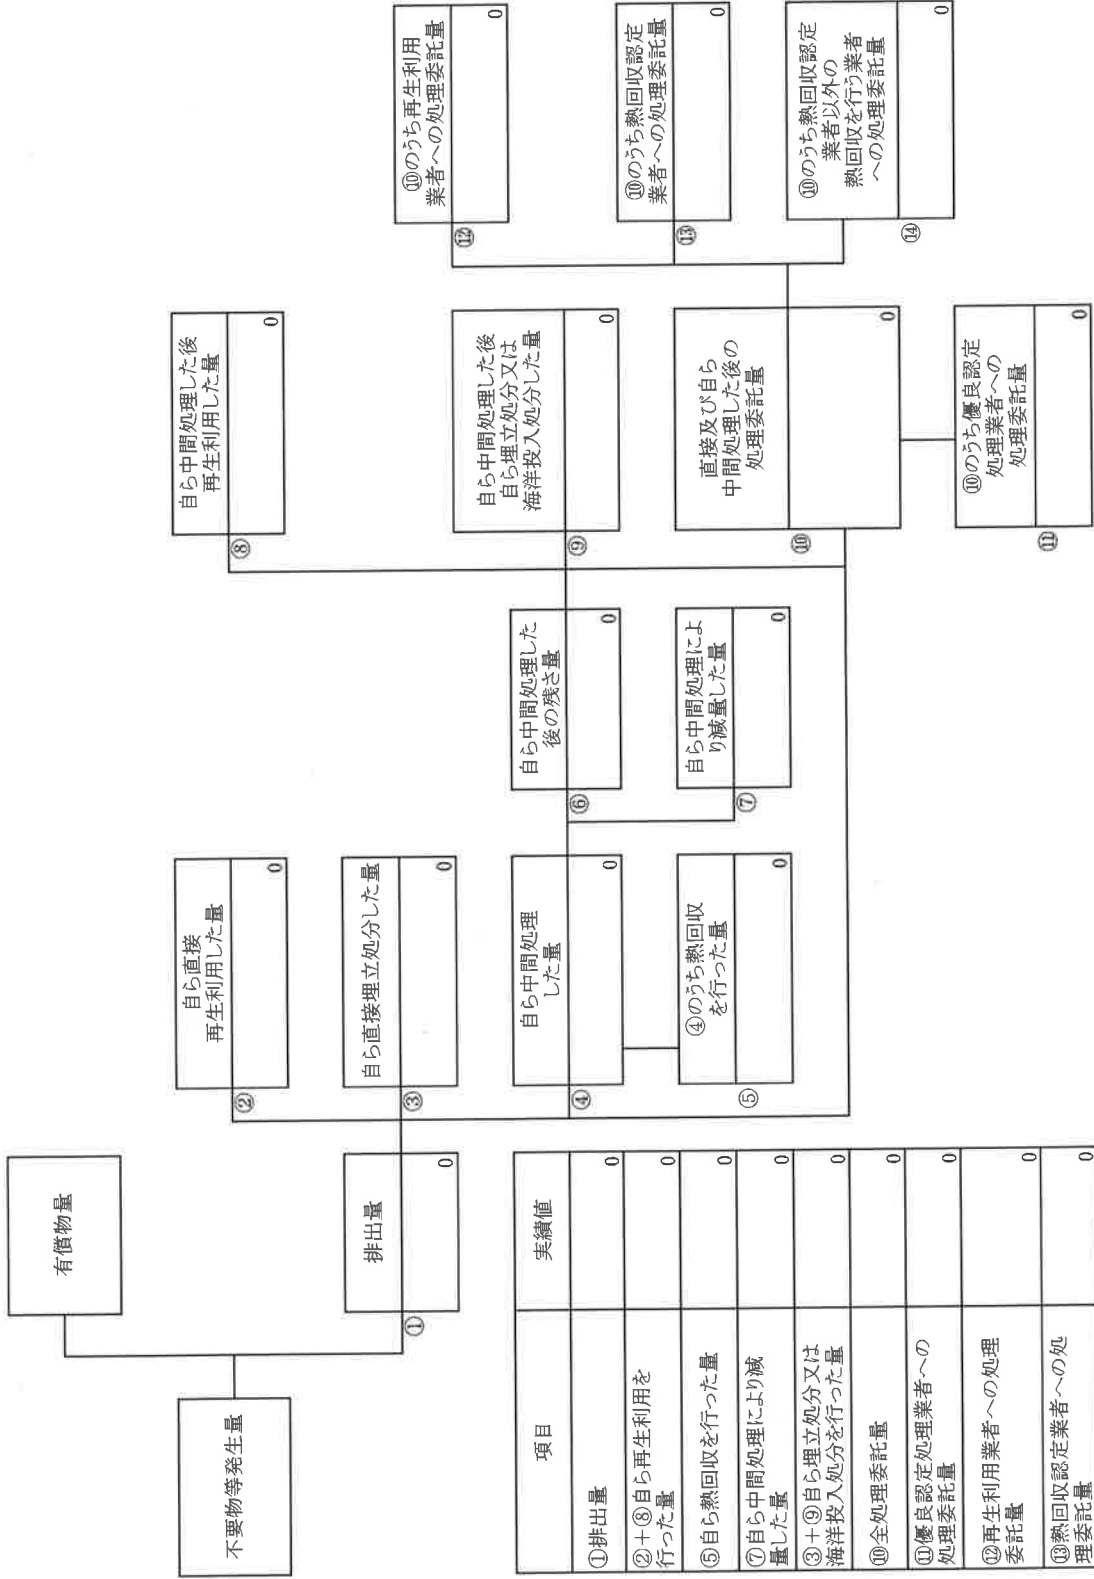 不要物等発生量
有償物量
①
排出量
0
②
自ら直接
再生利用した量
0
③
自ら直接埋立処分した量
0
④
自ら中間処理
した量
0
⑤
④のうち熱回収
を行った量
0
⑥
自ら中間処理した
後の残さ量
0
⑦
自ら中間処理によ
り減量した量
0
⑧
自ら中間処理した後
再生利用した量
0
⑨
自ら中間処理した後
自ら埋立処分又は
海洋投入処分した量
0
⑩
直接及び自ら
中間処理した後の
処理委託量
0
⑪
⑩のうち優良認定
処理業者への
処理委託量
0
⑫
⑩のうち再生利用
業者への処理委託量
0
⑬
⑩のうち熱回収認定
業者への処理委託量
0
⑭
⑩のうち熱回収認定
業者以外の
熱回収を行う業者
への処理委託量
0
項目 実績値
①排出量 0
②+⑧自ら再生利用を
行った量 0
⑤自ら熱回収を行った量 0
⑦自ら中間処理により減
量した量 0
③+⑨自ら埋立処分又は
海洋投入処分を行った量 0
⑩全処理委託量 0
⑪優良認定処理業者への
処理委託量 0
⑫再生利用業者への処理
委託量 0
⑬熱回収認定業者への処
理委託量 0